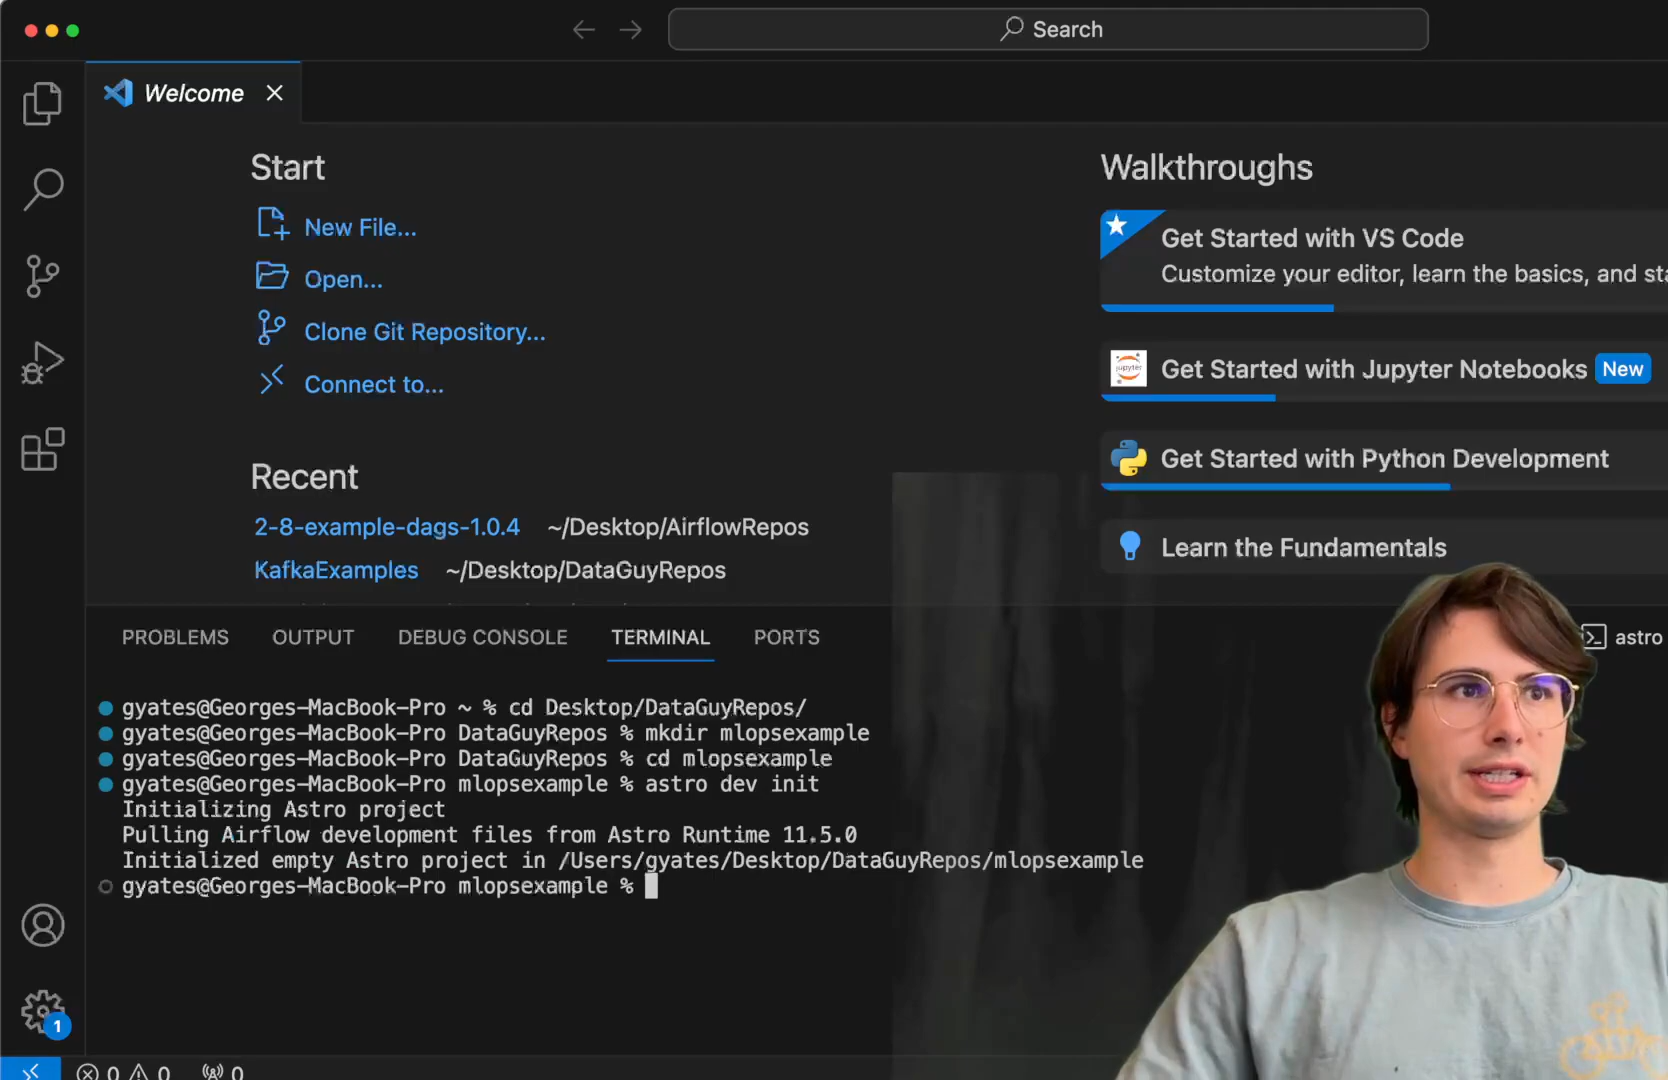 Search
Welcome
Start
New File...
Open...
Clone Git Repository...
Connect to...
Recent
2-8-example-dags-1.0.4 ~/Desktop/AirflowRepos
KafkaExamples ~/Desktop/DataGuyRepos
Walkthroughs
Get Started with VS Code
Customize your editor, learn the basics, and sta
jupyter
Get Started with Jupyter Notebooks New
Get Started with Python Development
Learn the Fundamentals
PROBLEMS OUTPUT DEBUG CONSOLE TERMINAL PORTS
astro
gyates@Georges-MacBook-Pro ~ % cd Desktop/DataGuyRepos/
gyates@Georges-MacBook-Pro DataGuyRepos % mkdir mlopsexample
gyates@Georges-MacBook-Pro DataGuyRepos % cd mlopsexample
gyates@Georges-MacBook-Pro mlopsexample % astro dev init
Initializing Astro project
Pulling Airflow development files from Astro Runtime 11.5.0
Initialized empty Astro project in /Users/gyates/Desktop/DataGuyRepos/mlopsexample
gyates@Georges-MacBook-Pro mlopsexample %
1
0 0 0